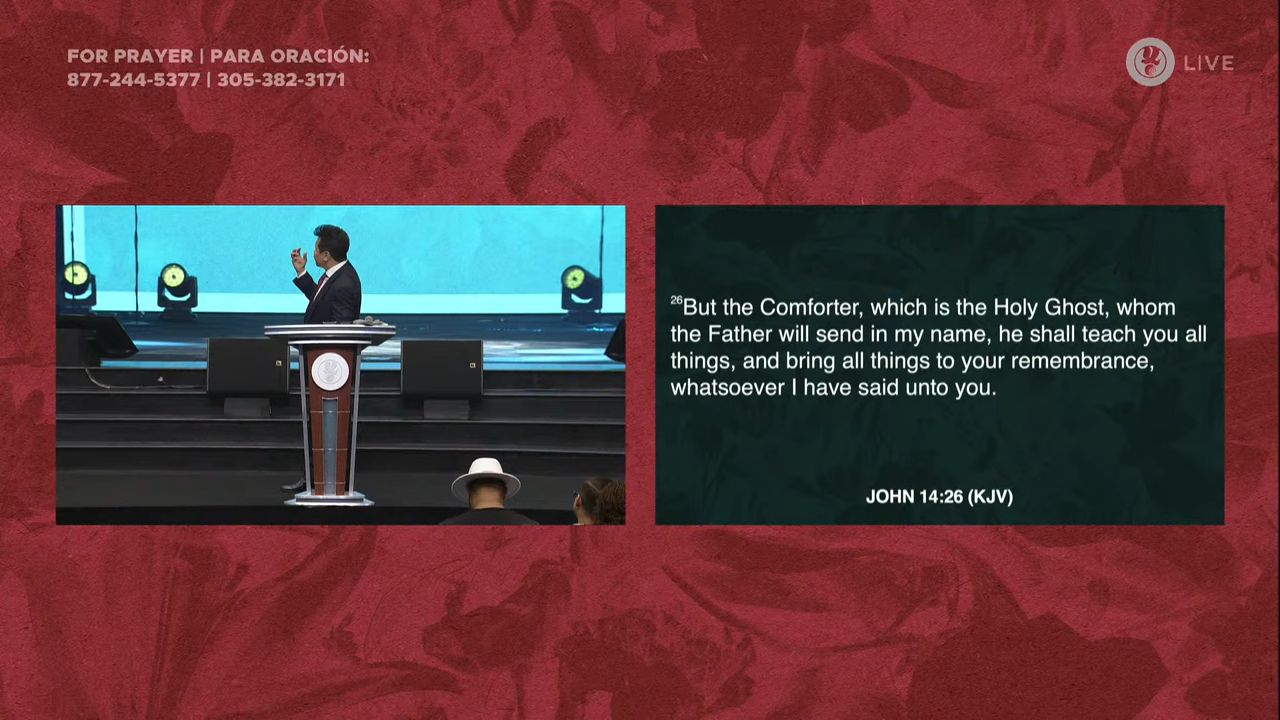 FOR PRAYER | PARA ORACIÓN:
877-244-5377 | 305-382-3171
LIVE
26But the Comforter, which is the Holy Ghost, whom
the Father will send in my name, he shall teach you all
things, and bring all things to your remembrance,
whatsoever I have said unto you.
JOHN 14:26 (KJV)